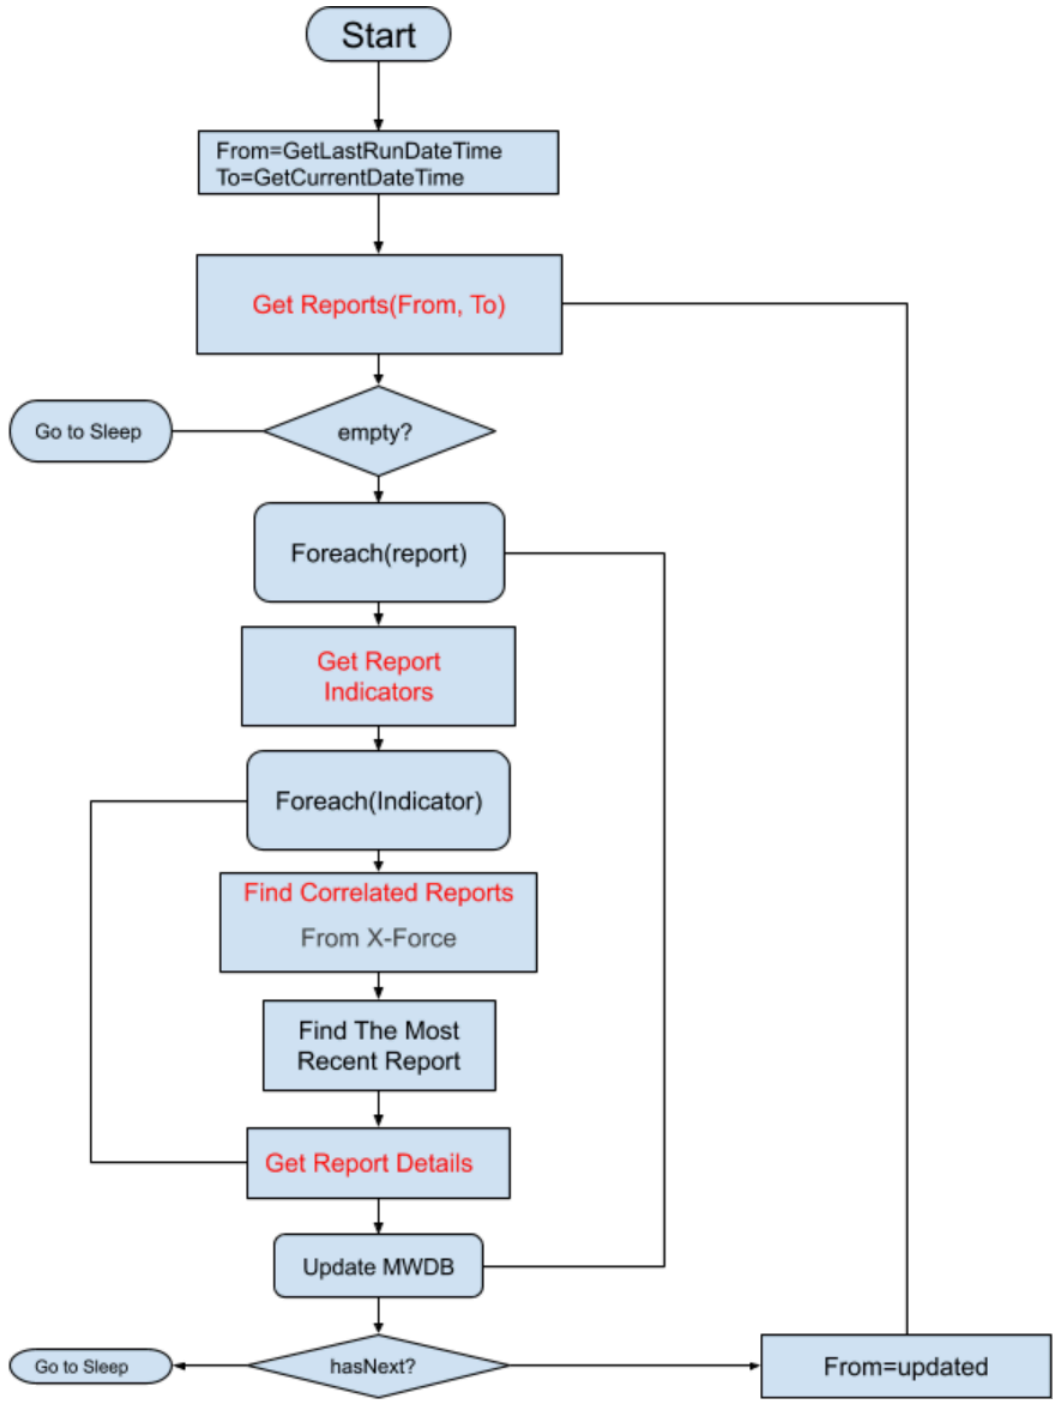 Start
From=GetLastRunDateTime
To=GetCurrentDateTime
Get Reports(From, To)
Go to Sleep
empty?
Foreach(report)
Get Report
Indicators
Foreach(Indicator)
Find Correlated Reports
From X-Force
Find The Most
Recent Report
Get Report Details
Update MWDB
Go to Sleep
hasNext?
From=updated